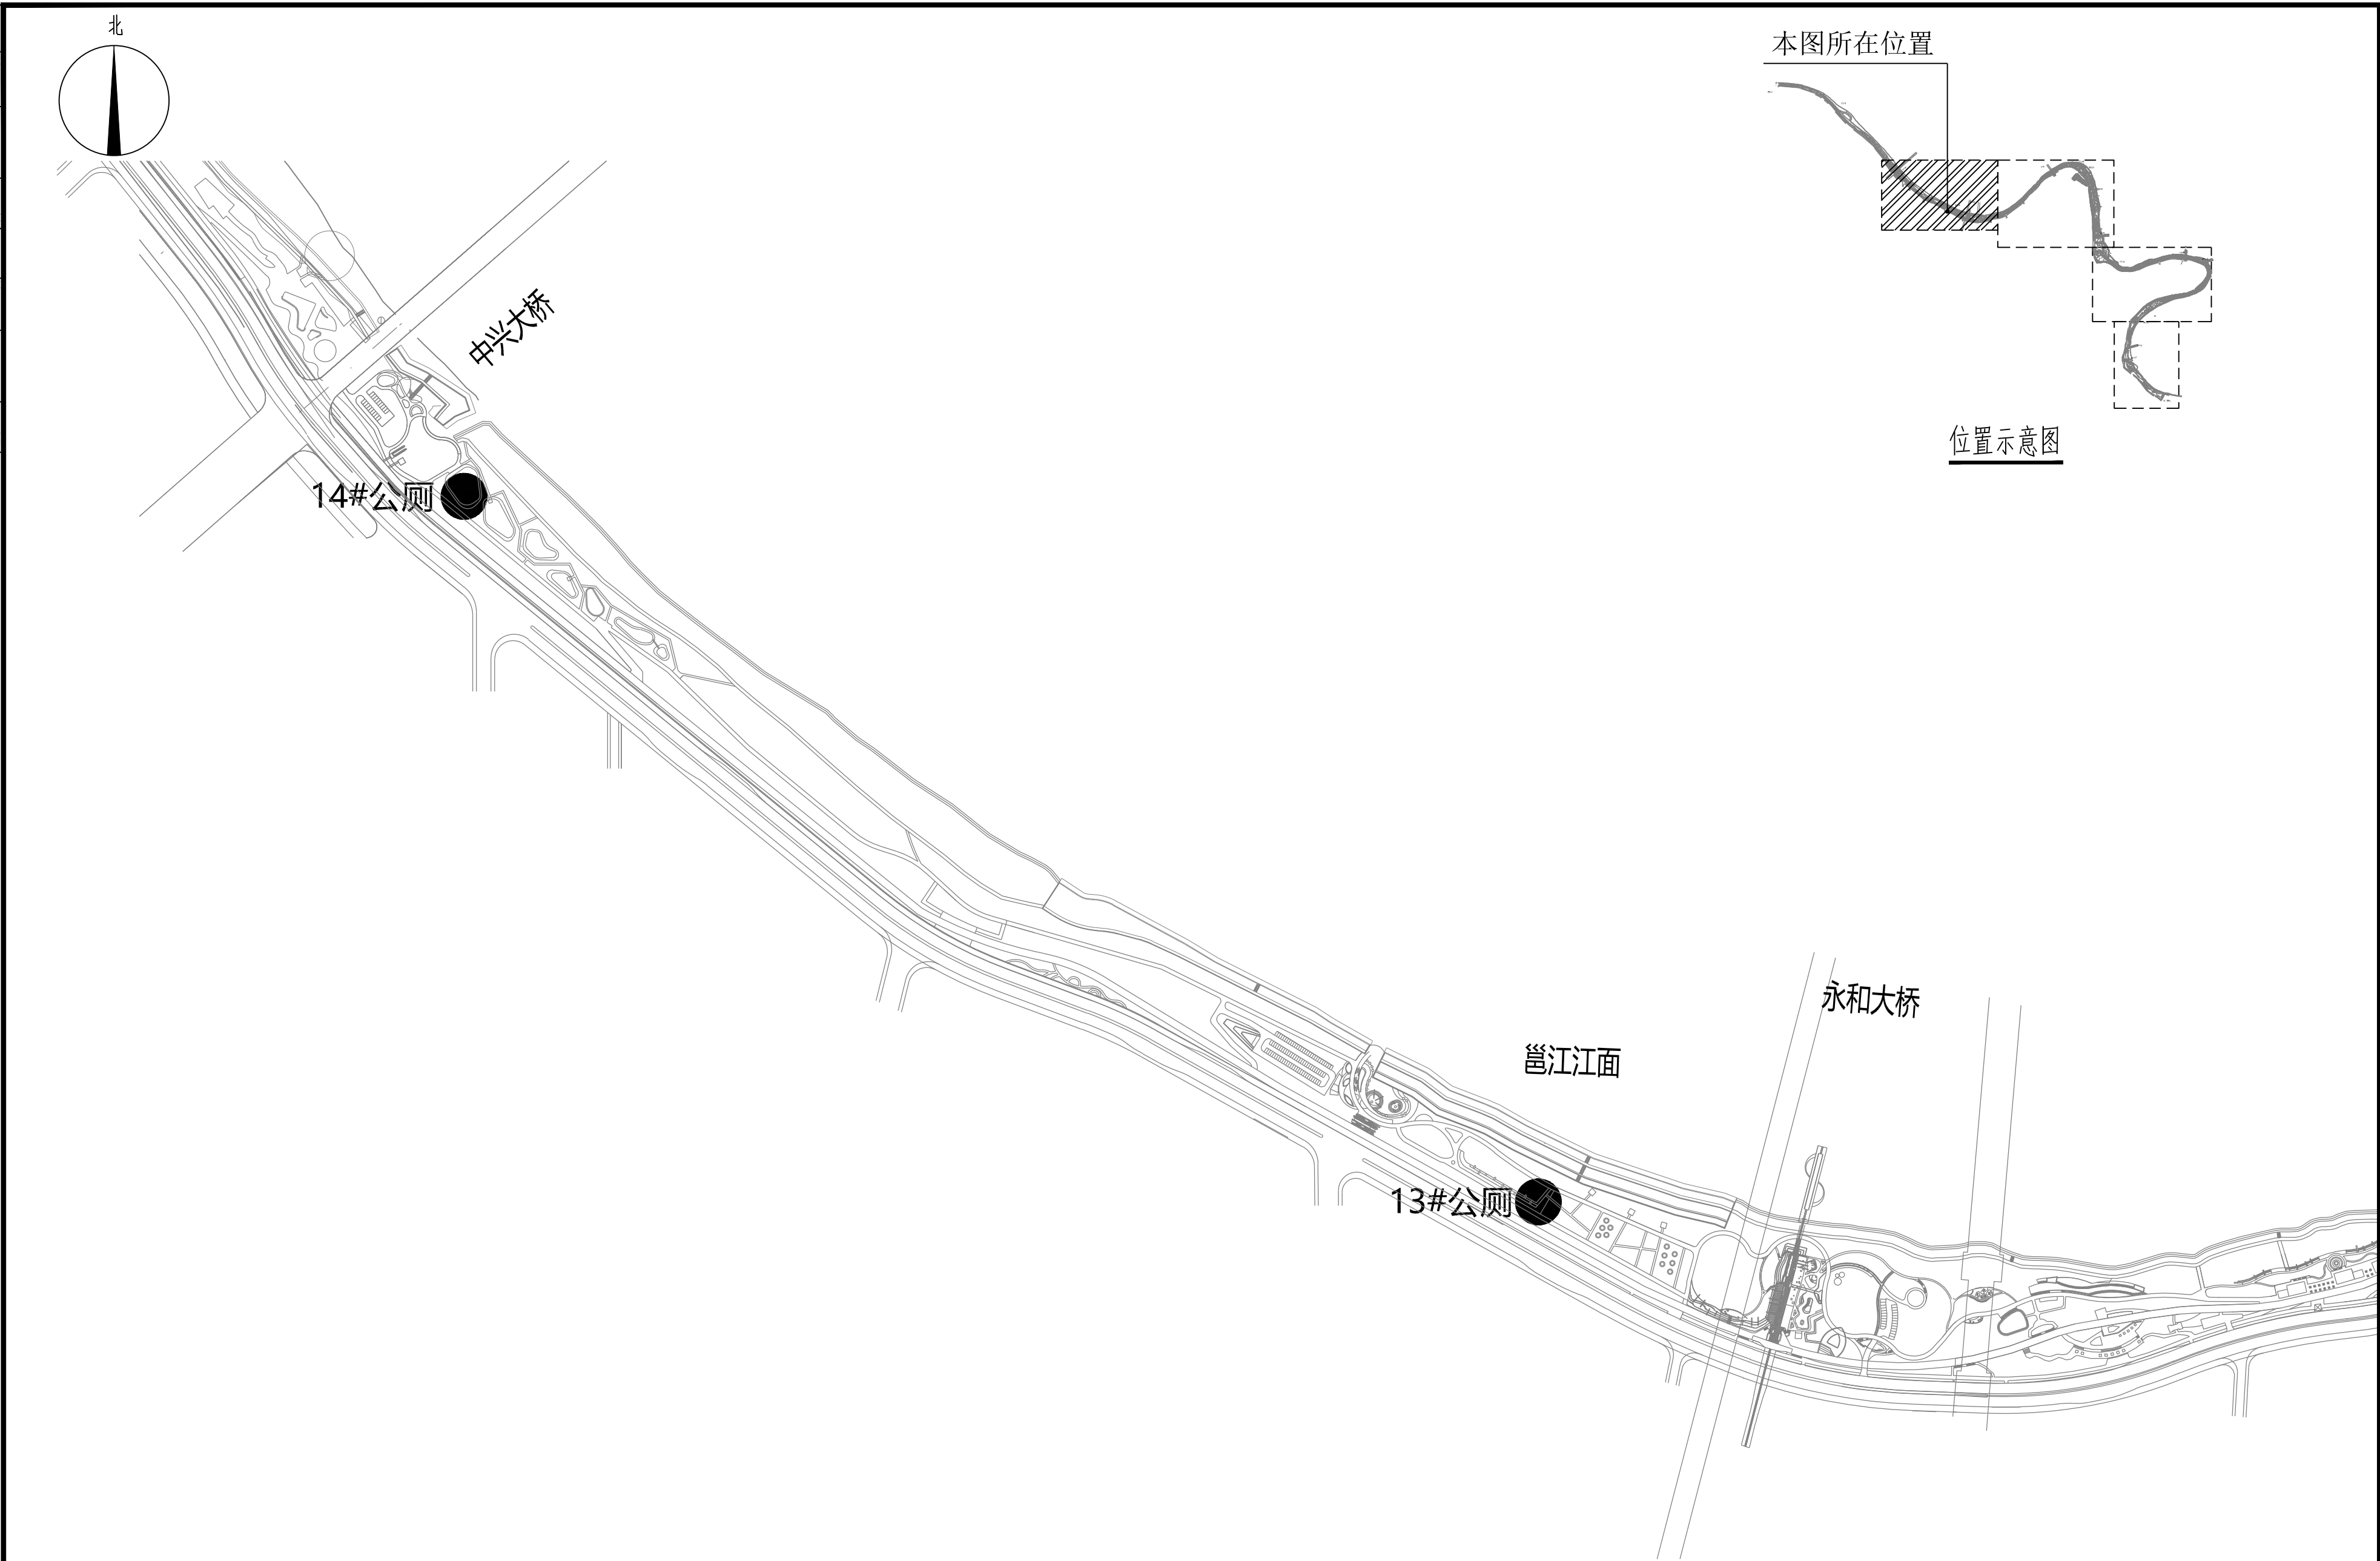 北
本图所在位置
中兴大桥
位置示意图
14#公厕
永和大桥
邕江江面
13#公厕